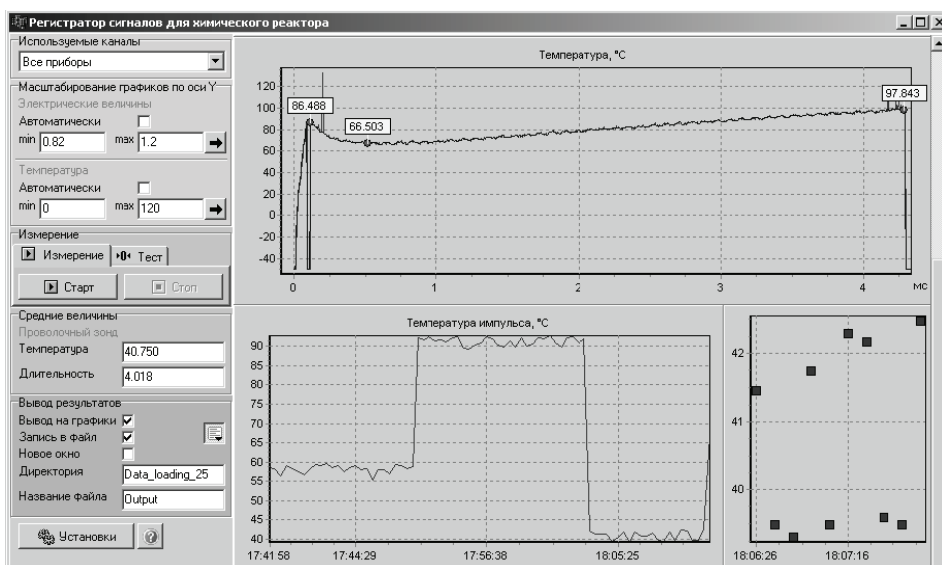 Регистратор сигналов для химического реактора
Используемые каналы
Все приборы
Масштабирование графиков по оси Y
Электрические величины
Автоматически
min 0.82 max 1.2
Температура
Автоматически
min 0 max 120
Измерение
Измерение Тест
Старт Стоп
Средние величины
Проволочный зонд
Температура 40.750
Длительность 4.018
Вывод результатов
Вывод на графики
Запись в файл
Новое окно
Директория Data_loading_25
Название файла Output
Установки
Температура, °C
120
100
80
60
40
20
0
-20
-40
86.488
66.503
97.843
0 1 2 3 4 мс
Температура импульса, °C
90
85
80
75
70
65
60
55
50
45
40
17:41:58 17:44:29 17:56:38 18:05:25
42
41
40
18:06:26 18:07:16